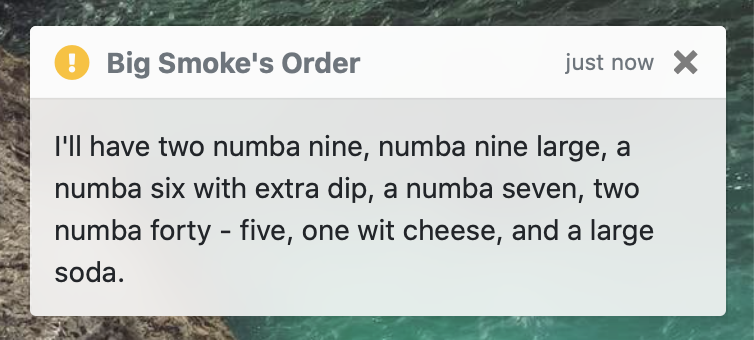 Big Smoke's Order just now
I'll have two numba nine, numba nine large, a
numba six with extra dip, a numba seven, two
numba forty - five, one wit cheese, and a large
soda.